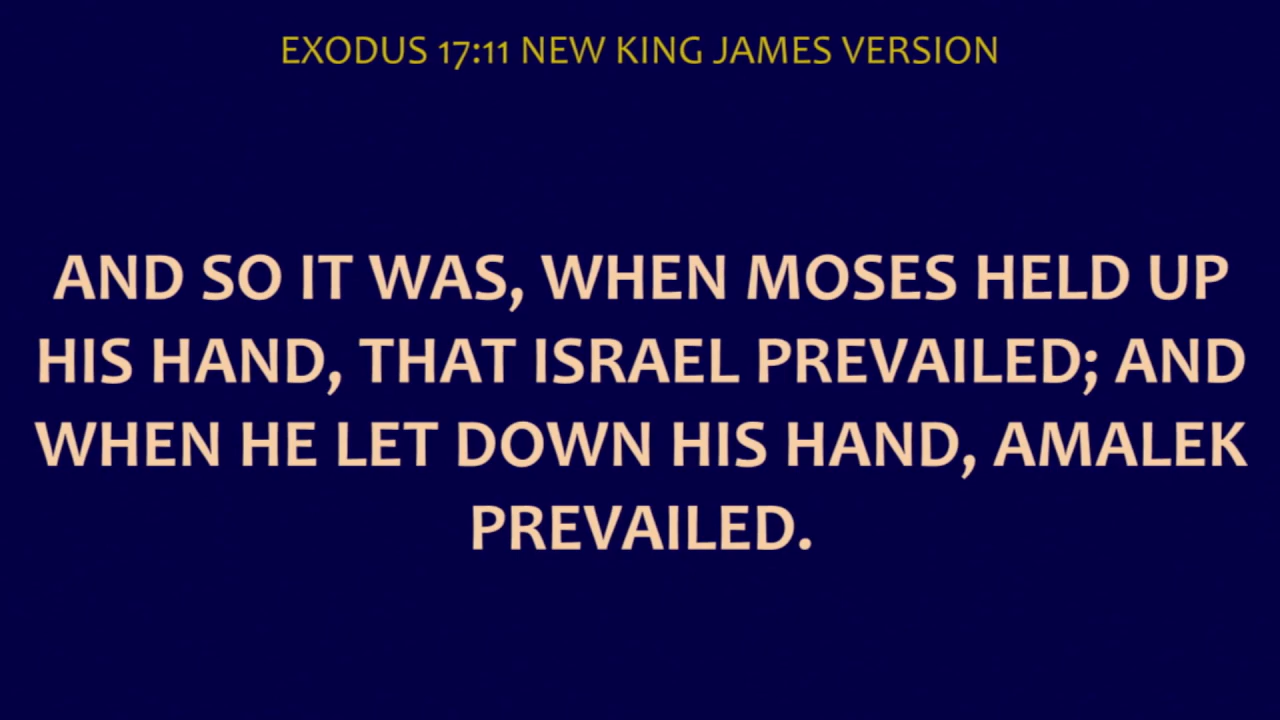 EXODUS 17:11 NEW KING JAMES VERSION
AND SO IT WAS, WHEN MOSES HELD UP
HIS HAND, THAT ISRAEL PREVAILED; AND
WHEN HE LET DOWN HIS HAND, AMALEK
PREVAILED.